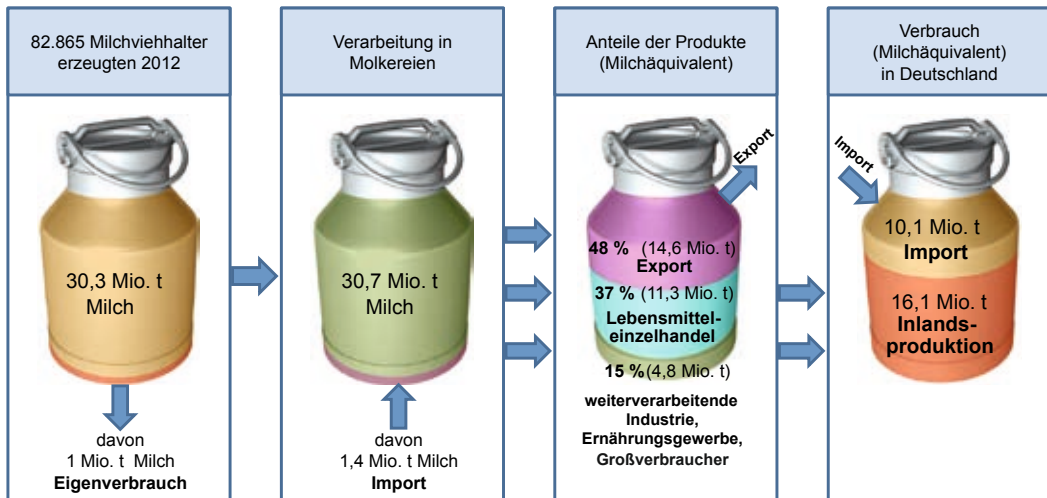 82.865 Milchviehhalter
erzeugten 2012
30,3 Mio. t
Milch
davon
1 Mio. t Milch
Eigenverbrauch
Verarbeitung in
Molkereien
30,7 Mio. t
Milch
davon
1,4 Mio. t Milch
Import
Anteile der Produkte
(Milchäquivalent)
Export
48 % (14,6 Mio. t)
Export
37 % (11,3 Mio. t)
Lebensmittel-
einzelhandel
15 %(4,8 Mio. t)
weiterverarbeitende
Industrie,
Ernährungsgewerbe,
Großverbraucher
Verbrauch
(Milchäquivalent)
in Deutschland
Import
10,1 Mio. t
Import
16,1 Mio. t
Inlands-
produktion